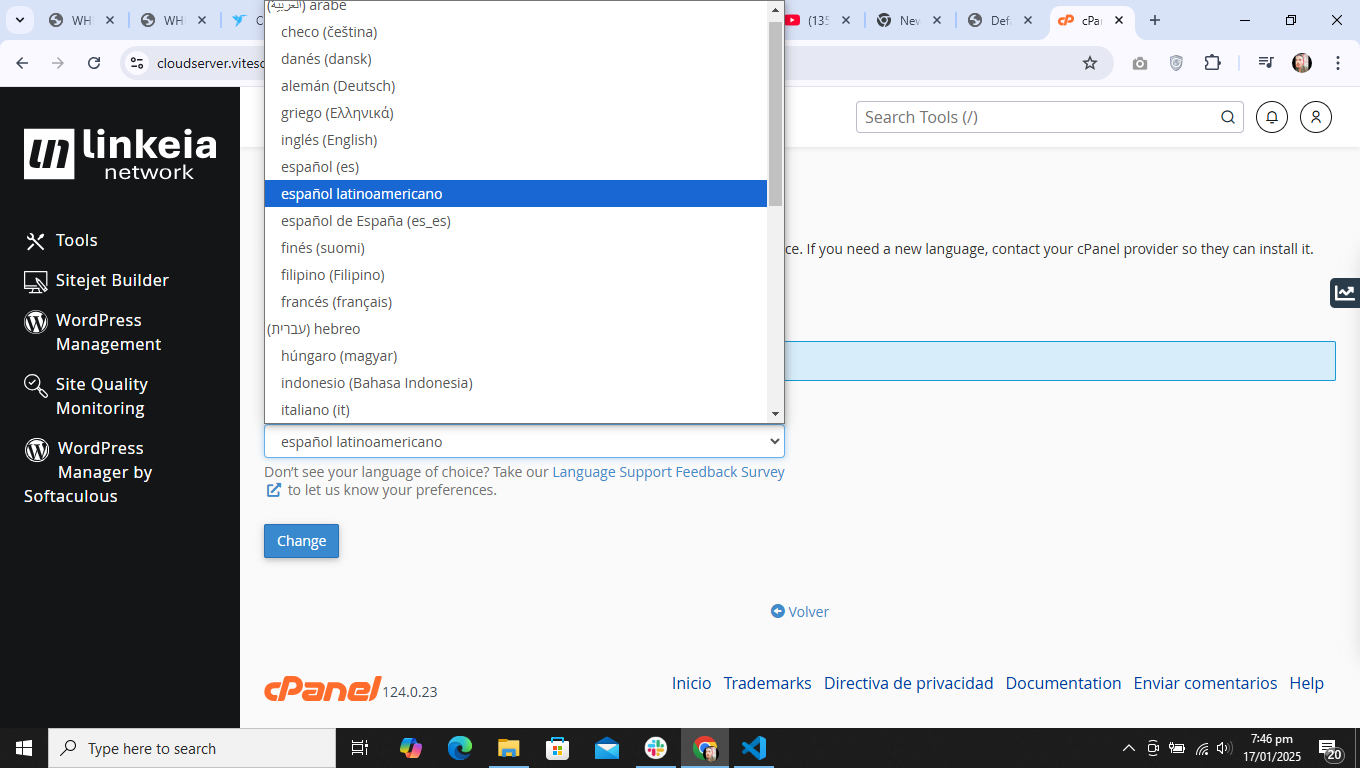 WHM
WHM
C
(135
New
Defa
cPan
cloudserver.vitesc
linkeia
network
Tools
Sitejet Builder
WordPress
Management
Site Quality
Monitoring
WordPress
Manager by
Softaculous
Search Tools (/)
(العربية) árabe
checo (čeština)
danés (dansk)
alemán (Deutsch)
griego (Ελληνικά)
inglés (English)
español (es)
español latinoamericano
español de España (es_es)
finés (suomi)
filipino (Filipino)
francés (français)
(עברית) hebreo
húngaro (magyar)
indonesio (Bahasa Indonesia)
italiano (it)
ce. If you need a new language, contact your cPanel provider so they can install it.
español latinoamericano
Don’t see your language of choice? Take our Language Support Feedback Survey
to let us know your preferences.
Change
Volver
cPanel 124.0.23
Inicio Trademarks Directiva de privacidad Documentation Enviar comentarios Help
Type here to search
7:46 pm
17/01/2025
20